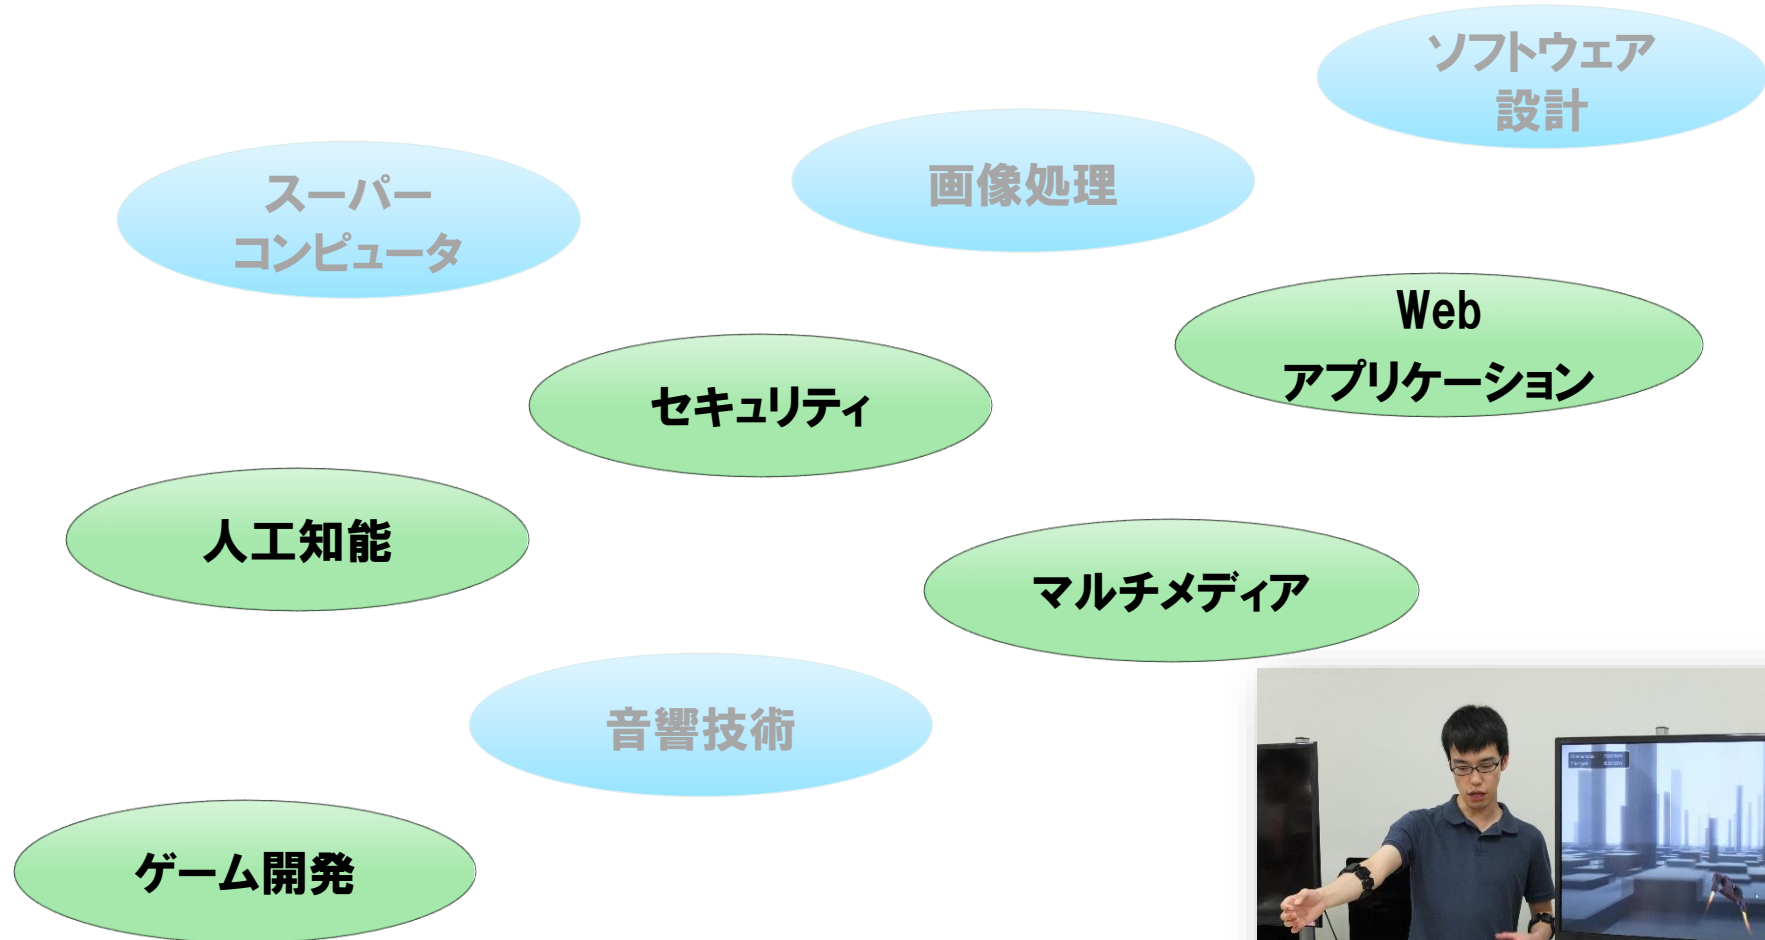 ソフトウェア
設計
画像処理
スーパー
コンピュータ
Web
アプリケーション
セキュリティ
人工知能
マルチメディア
音響技術
ゲーム開発